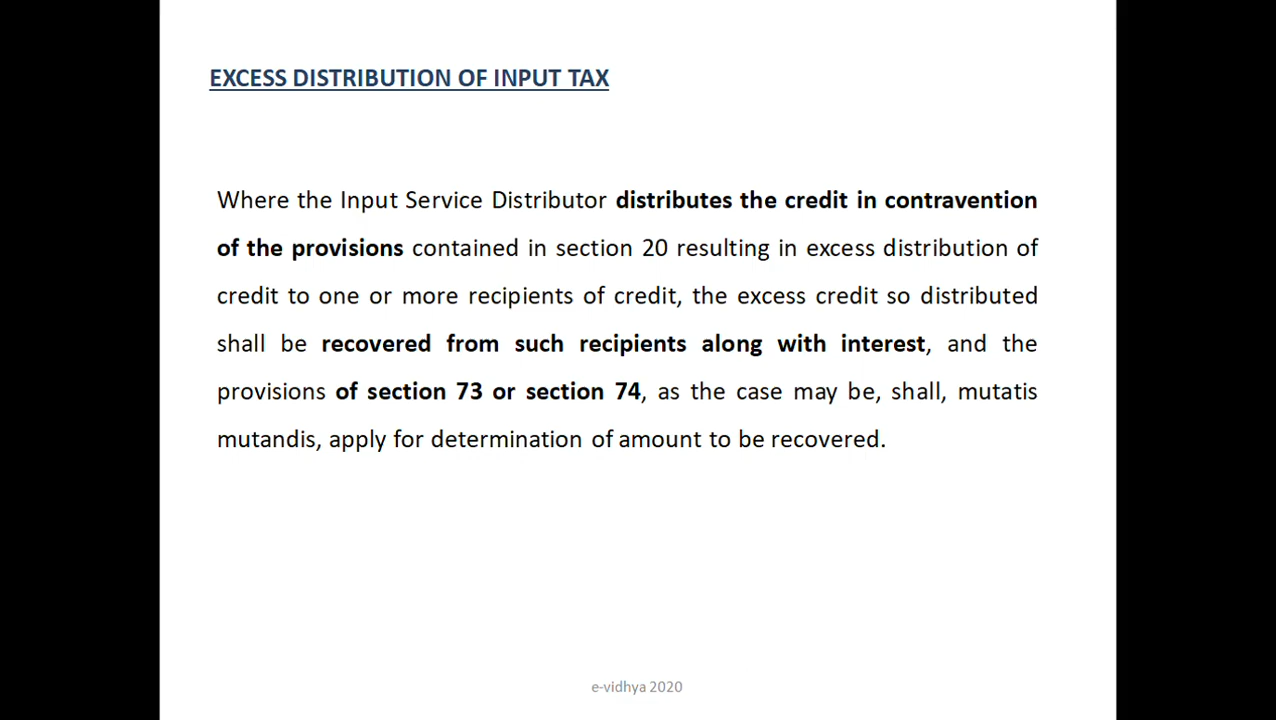 EXCESS DISTRIBUTION OF INPUT TAX
Where the Input Service Distributor distributes the credit in contravention
of the provisions contained in section 20 resulting in excess distribution of
credit to one or more recipients of credit, the excess credit so distributed
shall be recovered from such recipients along with interest, and the
provisions of section 73 or section 74, as the case may be, shall, mutatis
mutandis, apply for determination of amount to be recovered.
e-vidhya 2020